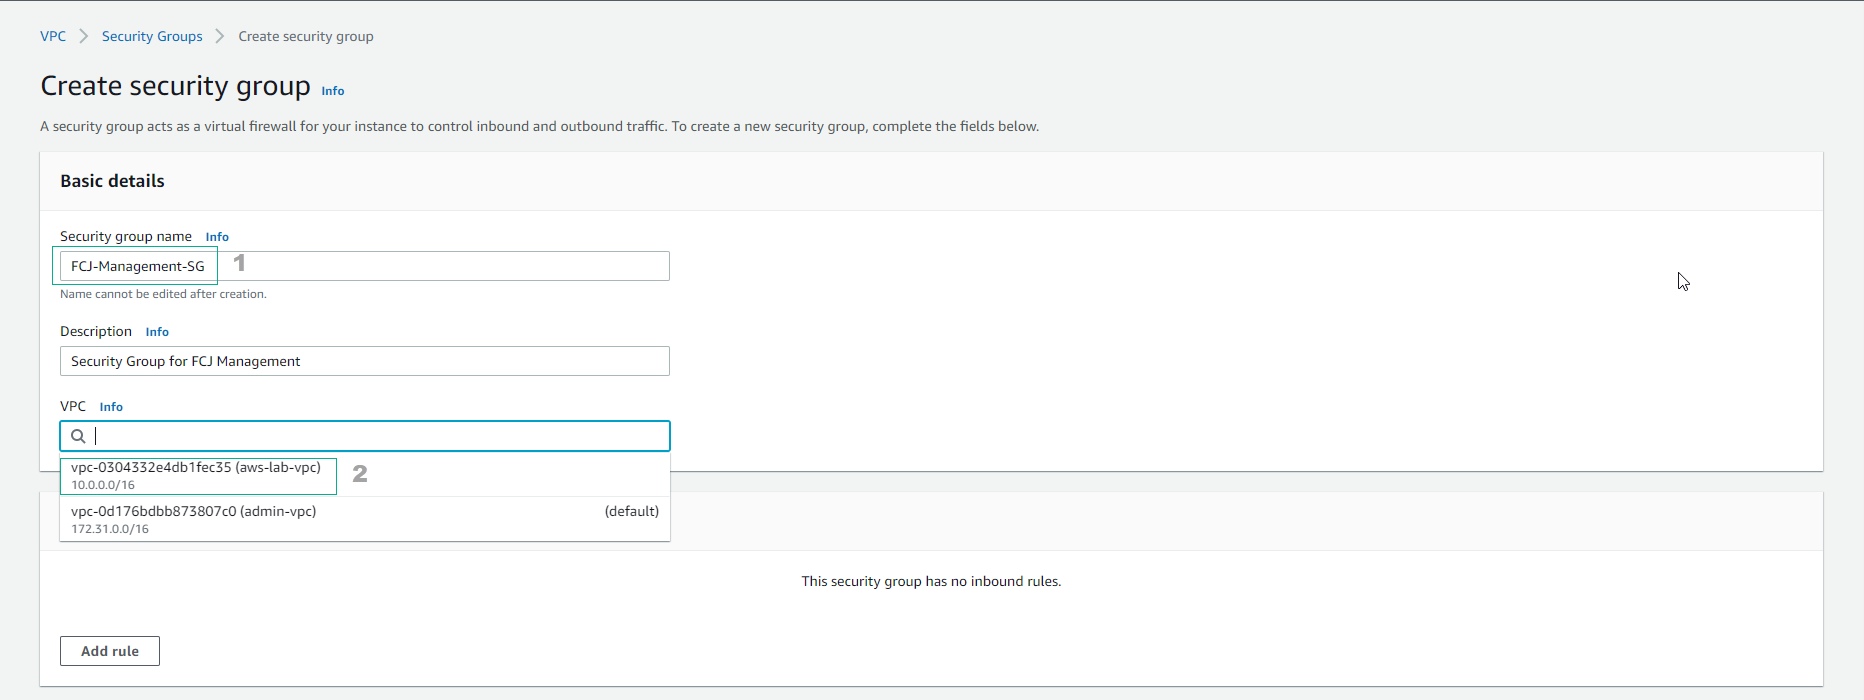 VPC > Security Groups > Create security group
Create security group Info
A security group acts as a virtual firewall for your instance to control inbound and outbound traffic. To create a new security group, complete the fields below.
Basic details
Security group name Info
FCJ-Management-SG 1
Name cannot be edited after creation.
Description Info
Security Group for FCJ Management
VPC Info
vpc-0304332e4db1fec35 (aws-lab-vpc) 2
10.0.0.0/16
vpc-0d176bdbb873807c0 (admin-vpc) (default)
172.31.0.0/16
This security group has no inbound rules.
Add rule